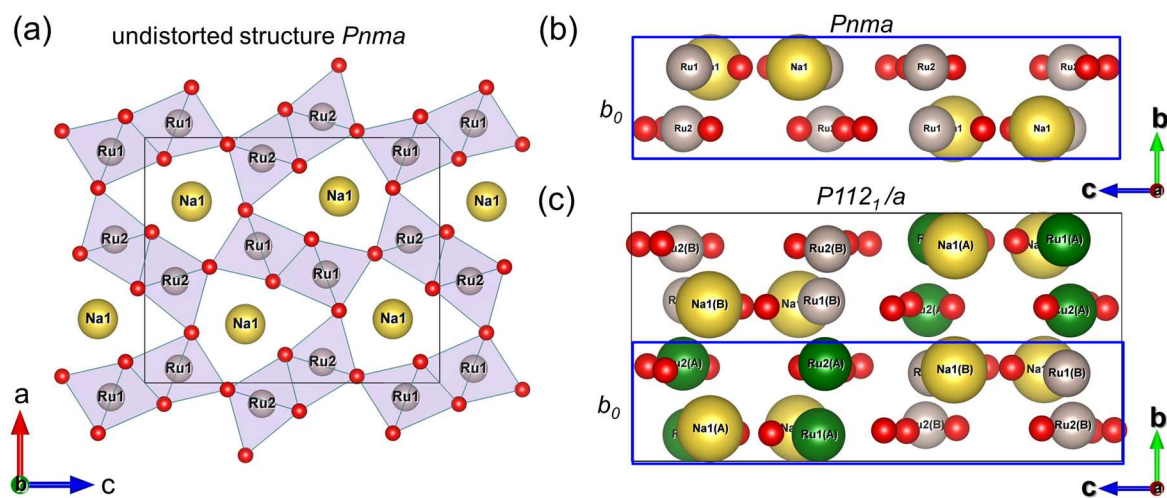 (a)
undistorted structure Pnma
Ru2
Ru1 Ru1
Ru1 Ru2 Ru1
Na1 Na1 Na1
Ru2 Ru1 Ru2
Ru2 Ru1 Ru2
Na1 Na1 Na1
Ru1 Ru2 Ru1
Ru1 Ru2 Ru1
a
b
c
(b)
Pnma
Ru1 Na1 Ru2
b₀
Ru2 Ru1 Na1
b
c
a
(c)
P112₁/a
Ru2(B) Ru2(B) Na1(A) Ru1(A)
Na1(B) Ru1(B) Ru2(A) Ru2(A)
Ru2(A) Ru2(A) Na1(B) Ru1(B)
b₀
Na1(A) Ru1(A) Ru2(B) Ru2(B)
b
c
a